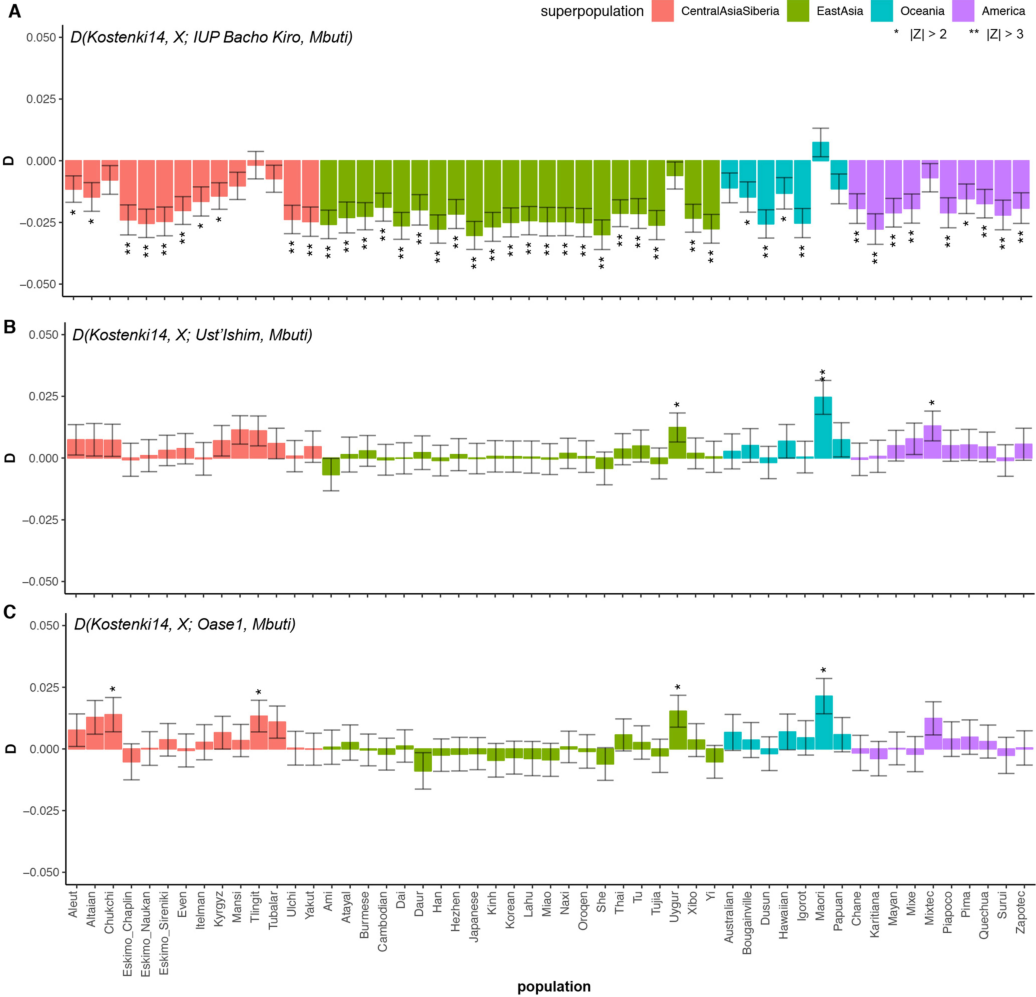 A
superpopulation CentralAsiaSiberia EastAsia Oceania America
* |Z| > 2 ** |Z| > 3
D(Kostenki14, X; IUP Bacho Kiro, Mbuti)
0.050
0.025
0.000
-0.025
-0.050
D
* * ** ** ** ** * * ** ** ** ** ** ** ** ** ** ** ** ** ** ** ** ** ** ** ** ** ** ** ** ** * ** * ** ** ** ** ** ** * ** ** **
B
D(Kostenki14, X; Ust'Ishim, Mbuti)
0.050
0.025
0.000
-0.025
-0.050
D
* ** *
C
D(Kostenki14, X; Oase1, Mbuti)
0.050
0.025
0.000
-0.025
-0.050
D
* * * *
Aleut
Altaian
Chukchi
Eskimo_Chaplin
Eskimo_Naukan
Eskimo_Sireniki
Even
Itelman
Kyrgyz
Mansi
Tlingit
Tubalar
Ulchi
Yakut
Ami
Atayal
Burmese
Cambodian
Dai
Daur
Han
Hezhen
Japanese
Kinh
Korean
Lahu
Miao
Naxi
Oroqen
She
Thai
Tu
Tujia
Uygur
Xibo
Yi
Australian
Bougainville
Dusun
Hawaiian
Igorot
Maori
Papuan
Chane
Karitiana
Mayan
Mixe
Mixtec
Piapoco
Pima
Quechua
Surui
Zapotec
population